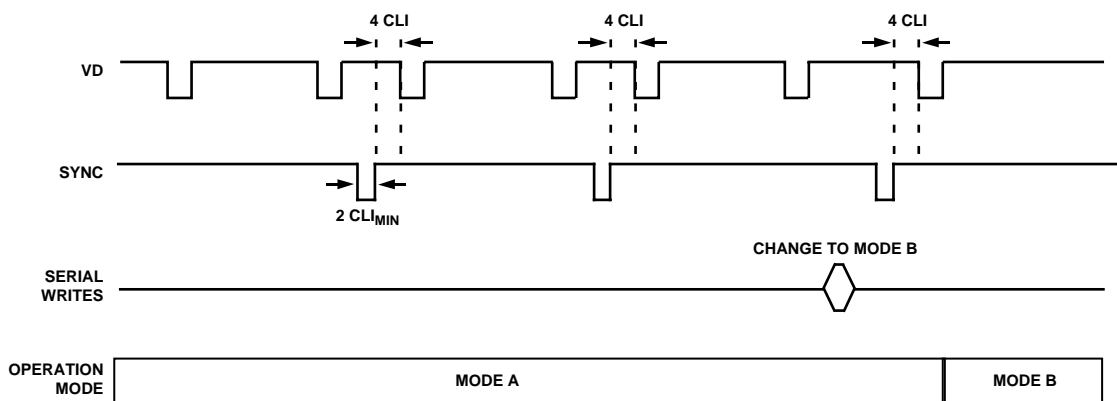 4 CLI 4 CLI 4 CLI
VD
SYNC
2 CLIMIN
CHANGE TO MODE B
SERIAL
WRITES
OPERATION
MODE
MODE A MODE B